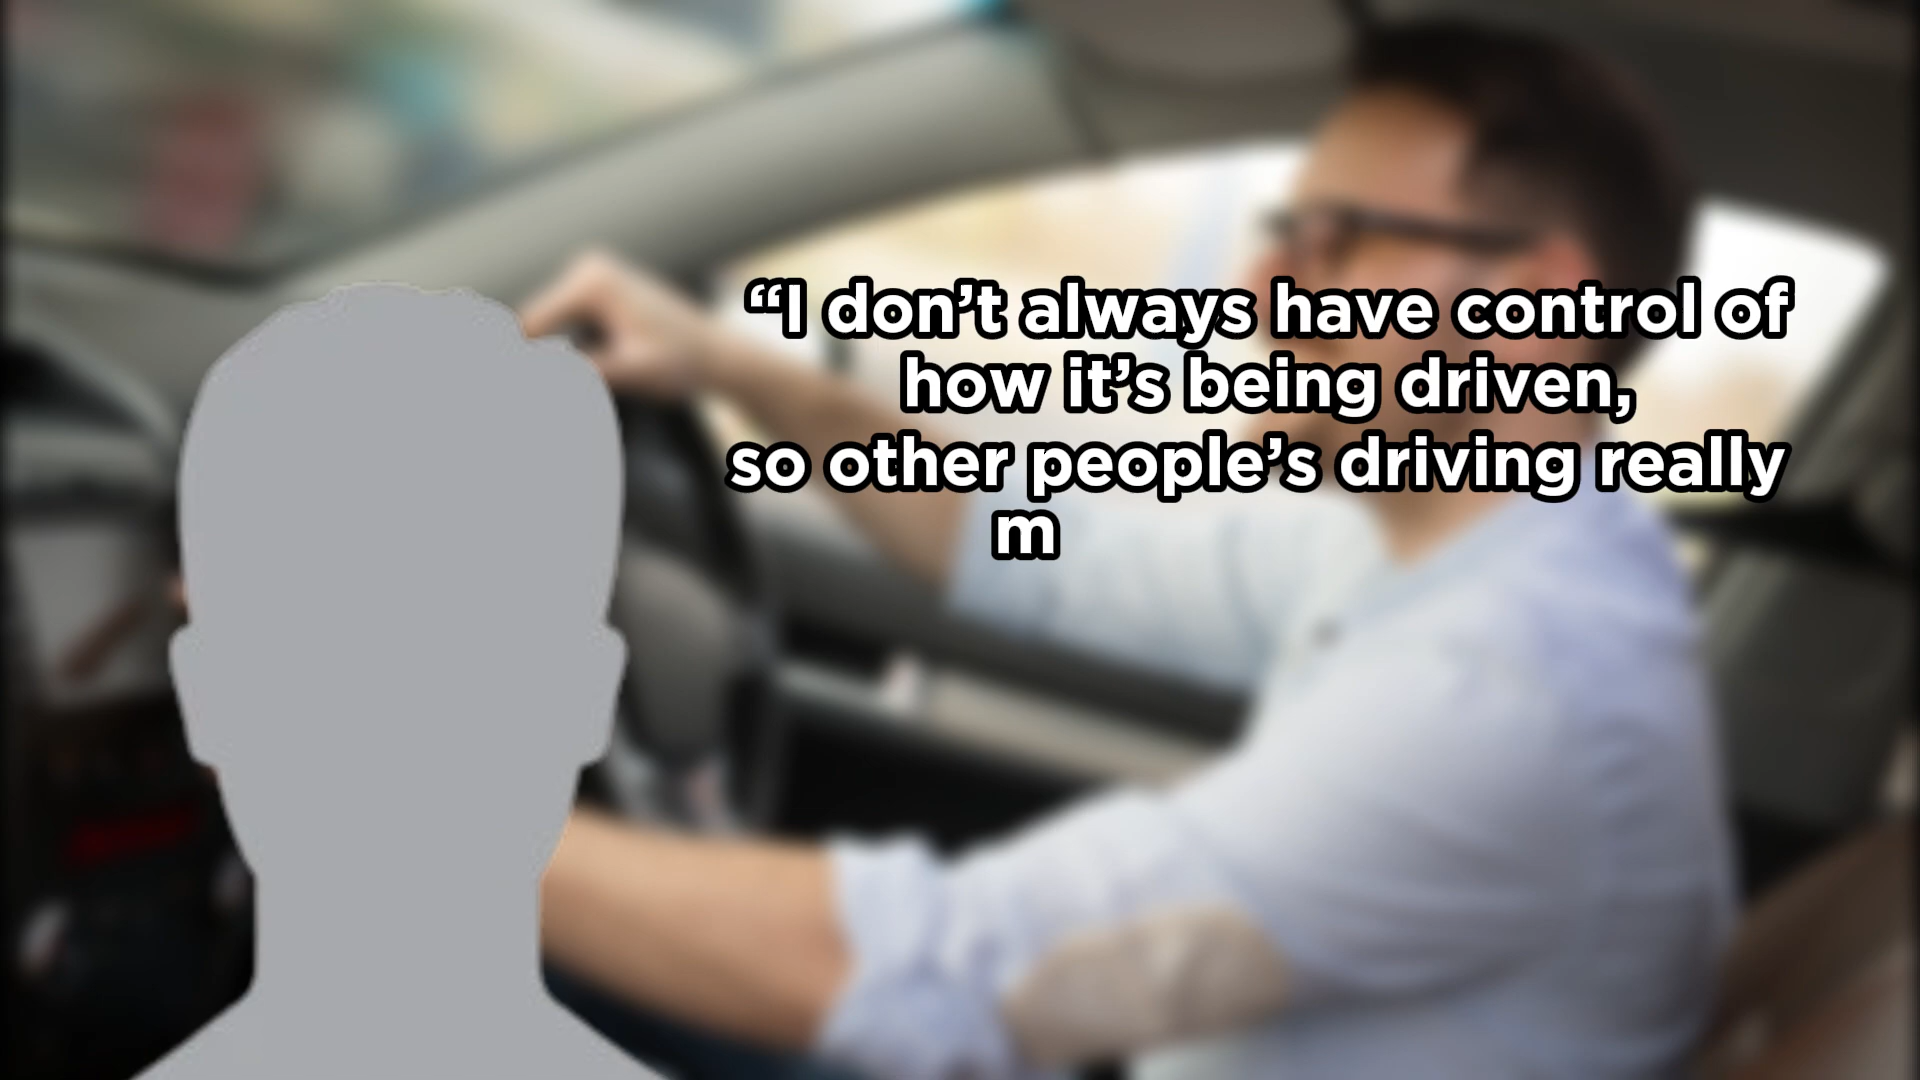 “I don’t always have control of
how it’s being driven,
so other people’s driving really
m